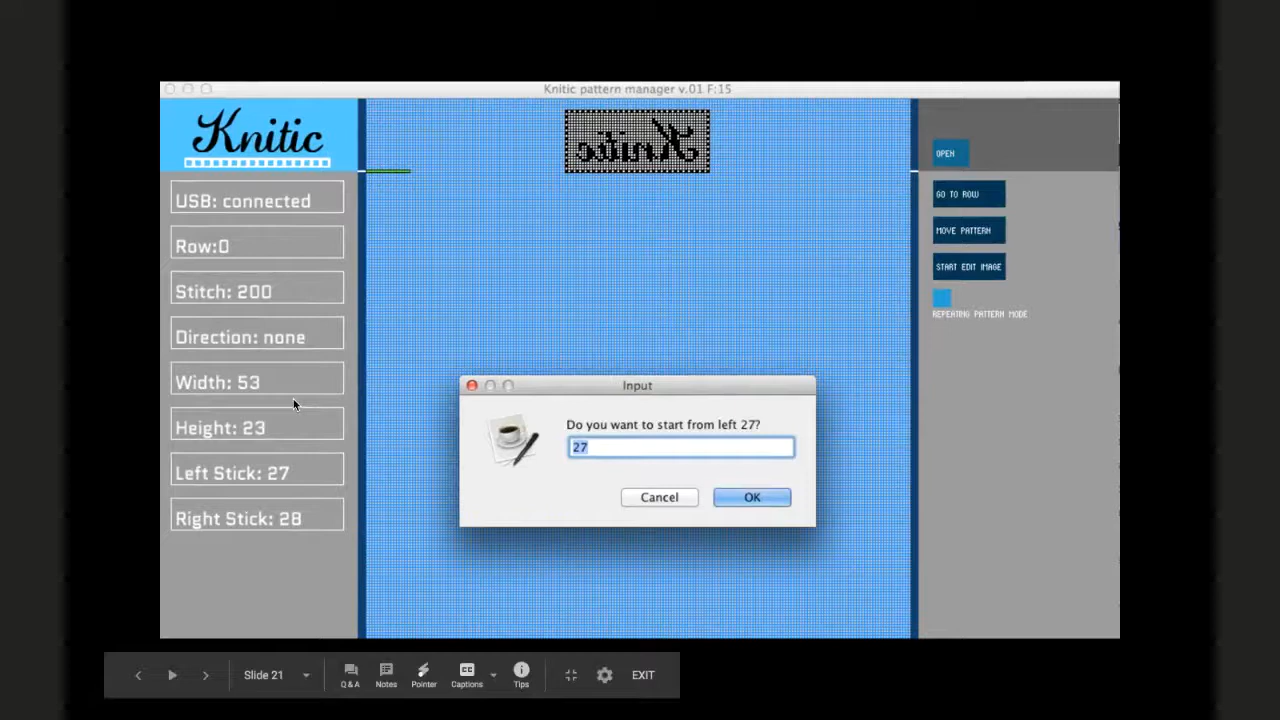 Knitic pattern manager v.01 F:15
Knitic
Knitic
OPEN
USB: connected
GO TO ROW
Row:0
MOVE PATTERN
START EDIT IMAGE
Stitch: 200
REPEATING PATTERN MODE
Direction: none
Width: 53
Height: 23
Left Stick: 27
Right Stick: 28
Input
Do you want to start from left 27?
27
Cancel
OK
Slide 21
Q & A
Notes
Pointer
CC
Captions
Tips
EXIT